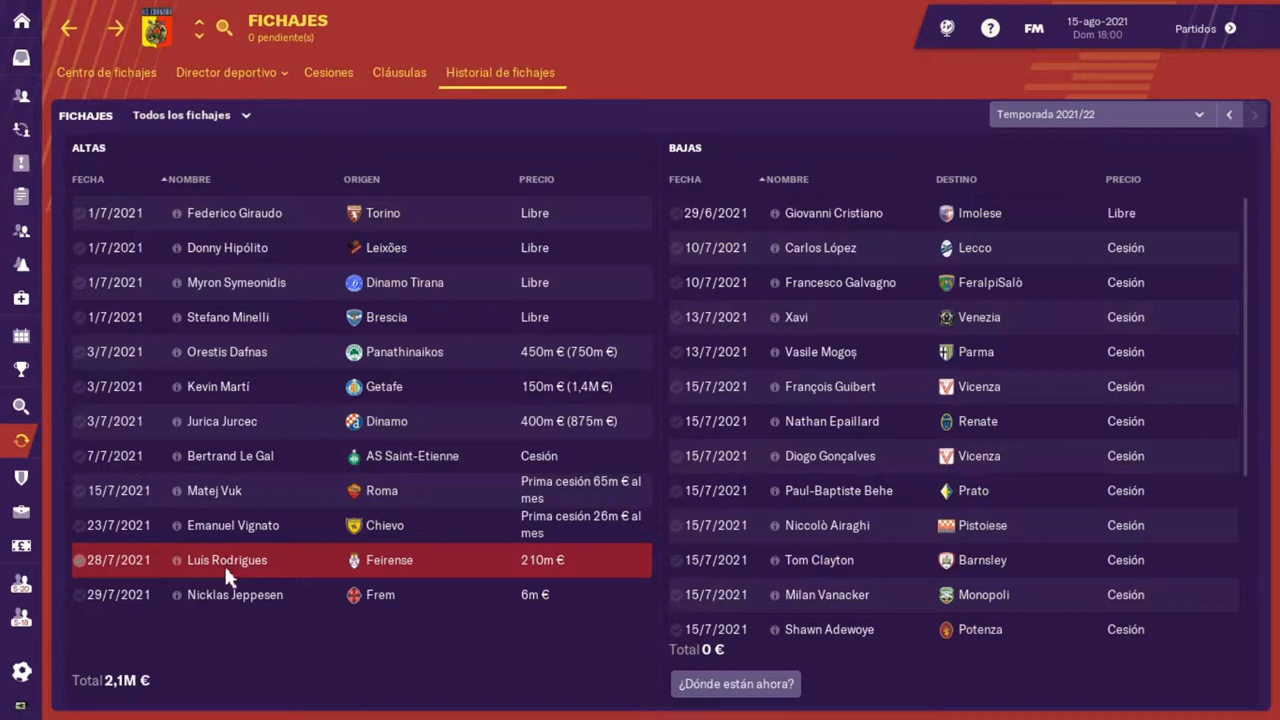 FICHAJES
0 pendiente(s)
FM
15-ago-2021
Dom 18:00
Partidos
Centro de fichajes
Director deportivo
Cesiones
Cláusulas
Historial de fichajes
FICHAJES
Todos los fichajes
Temporada 2021/22
ALTAS
FECHA NOMBRE ORIGEN PRECIO
1/7/2021 Federico Giraudo Torino Libre
1/7/2021 Donny Hipólito Leixões Libre
1/7/2021 Myron Symeonidis Dinamo Tirana Libre
1/7/2021 Stefano Minelli Brescia Libre
3/7/2021 Orestis Dafnas Panathinaikos 450m € (750m €)
3/7/2021 Kevin Martí Getafe 150m € (1,4M €)
3/7/2021 Jurica Jurcec Dinamo 400m € (875m €)
7/7/2021 Bertrand Le Gal AS Saint-Etienne Cesión
15/7/2021 Matej Vuk Roma Prima cesión 65m € al
mes
23/7/2021 Emanuel Vignato Chievo Prima cesión 26m € al
mes
28/7/2021 Luís Rodrigues Feirense 210m €
29/7/2021 Nicklas Jeppesen Frem 6m €
Total 2,1M €
BAJAS
FECHA NOMBRE DESTINO PRECIO
29/6/2021 Giovanni Cristiano Imolese Libre
10/7/2021 Carlos López Lecco Cesión
10/7/2021 Francesco Galvagno FeralpiSalò Cesión
13/7/2021 Xavi Venezia Cesión
13/7/2021 Vasile Mogoș Parma Cesión
15/7/2021 François Guibert Vicenza Cesión
15/7/2021 Nathan Epaillard Renate Cesión
15/7/2021 Diogo Gonçalves Vicenza Cesión
15/7/2021 Paul-Baptiste Behe Prato Cesión
15/7/2021 Niccolò Airaghi Pistoiese Cesión
15/7/2021 Tom Clayton Barnsley Cesión
15/7/2021 Milan Vanacker Monopoli Cesión
15/7/2021 Shawn Adewoye Potenza Cesión
Total 0 €
¿Dónde están ahora?